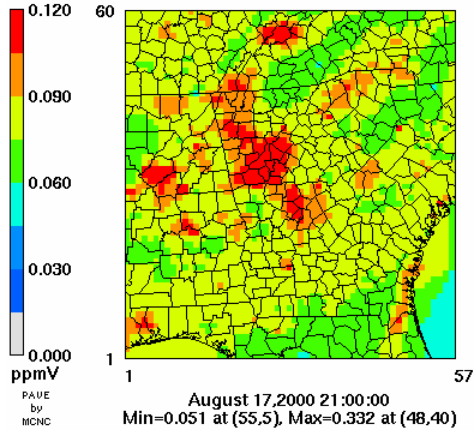 0.120
60
0.090
0.060
0.030
0.000
1
ppmV
1
57
PAVE
by
MCNC
August 17,2000 21:00:00
Min=0.051 at (55,5), Max=0.332 at (48,40)